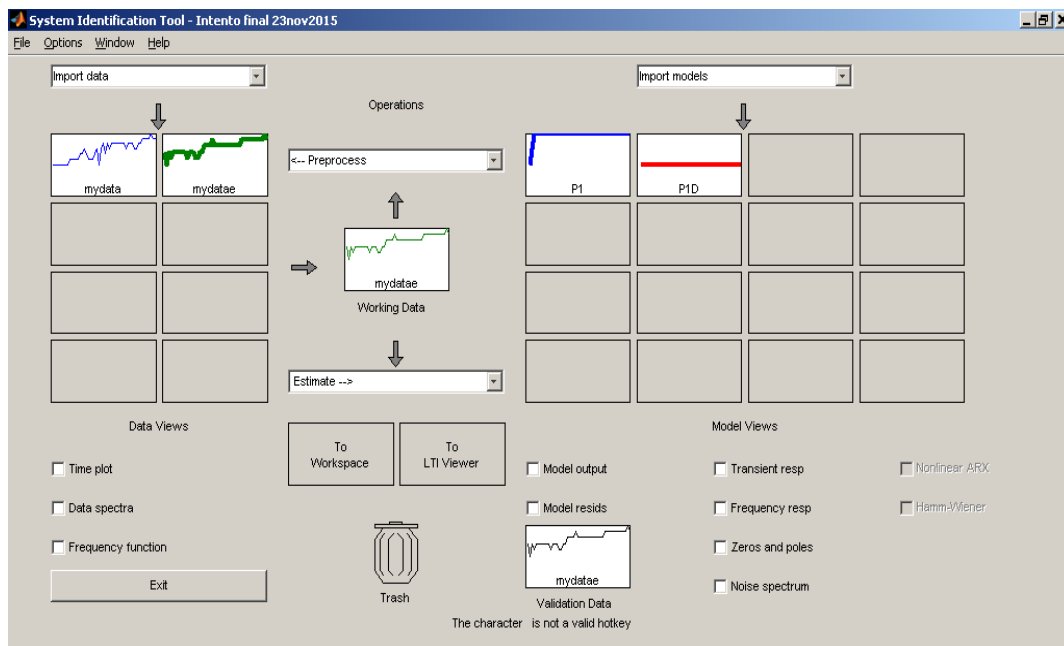 System Identification Tool - Intento final 23nov2015
File Options Window Help
Import data
Import models
Operations
mydata
mydatae
<-- Preprocess
P1
P1D
mydatae
Working Data
Estimate -->
Data Views
Model Views
To
Workspace
To
LTI Viewer
Time plot
Model output
Transient resp
Nonlinear ARX
Data spectra
Model resids
Frequency resp
Hamm-Wiener
Frequency function
Zeros and poles
Exit
mydatae
Noise spectrum
Trash
Validation Data
The character is not a valid hotkey